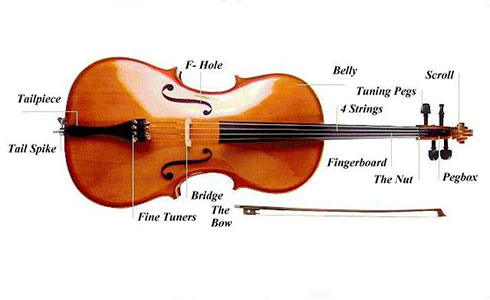 F- Hole
Belly
Scroll
Tuning Pegs
Tailpiece
4 Strings
Tail Spike
Fingerboard
The Nut
Pegbox
Bridge
Fine Tuners
The
Bow